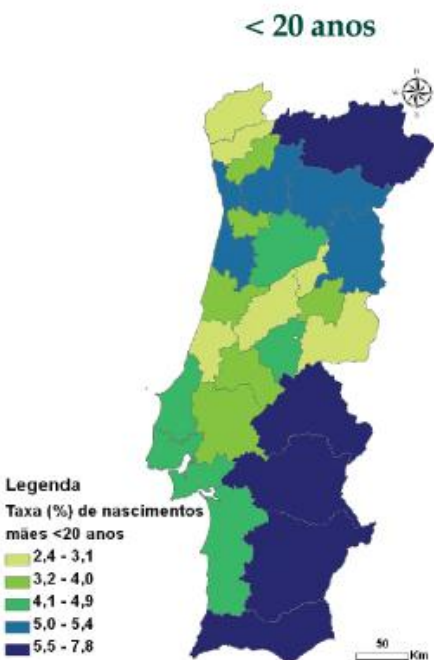 < 20 anos
N
S
Legenda
Taxa (%) de nascimentos
mães <20 anos
2,4 - 3,1
3,2 - 4,0
4,1 - 4,9
5,0 - 5,4
5,5 - 7,8
50
Km